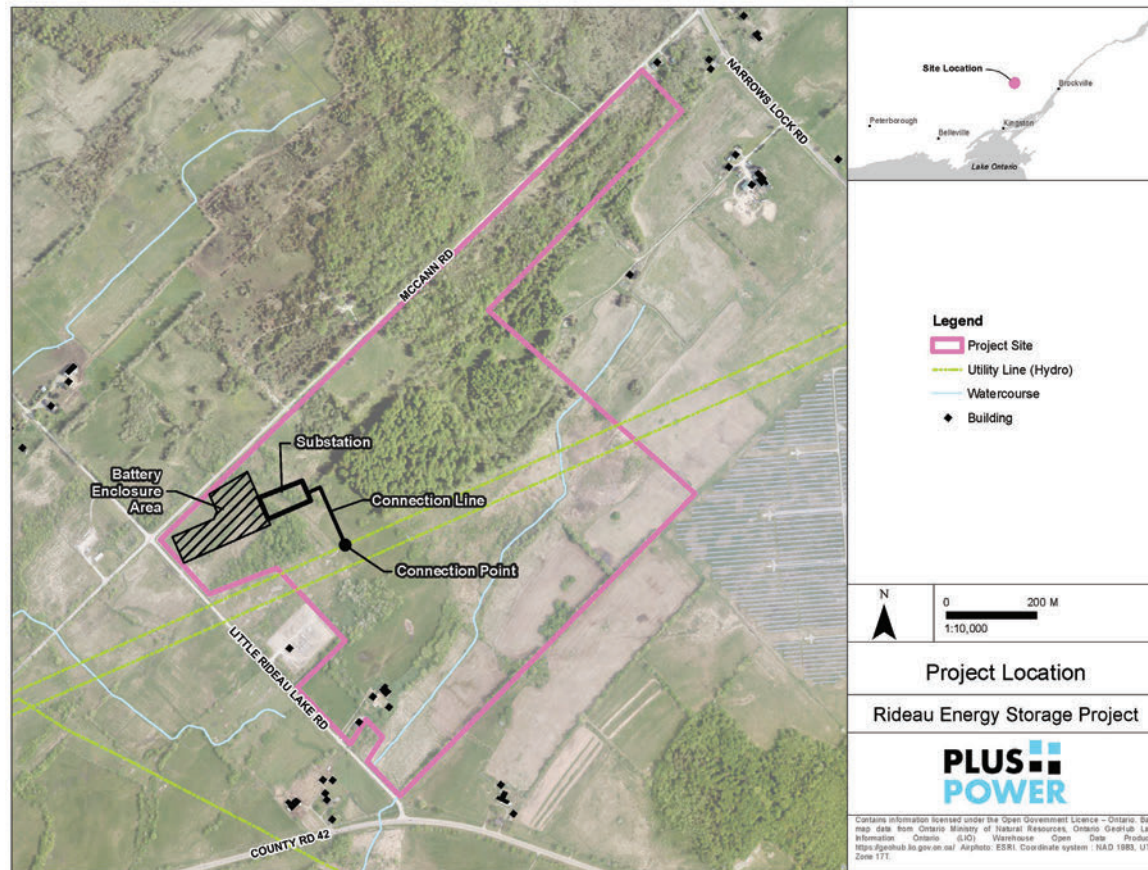 NARROWS LOCK RD
MCCANN RD
Substation
Battery
Enclosure
Area
Connection Line
Connection Point
LITTLE RIDEAU LAKE RD
COUNTY RD 42
Site Location
Brockville
Peterborough
Kingston
Belleville
Lake Ontario
Legend
Project Site
Utility Line (Hydro)
Watercourse
Building
N
0 200 M
1:10,000
Project Location
Rideau Energy Storage Project
PLUS
POWER
Contains information licensed under the Open Government Licence – Ontario. Ba
map data from Ontario Ministry of Natural Resources, Ontario GeoHub La
Information Ontario (LIO) Warehouse Open Data Produc
https://geohub.lio.gov.on.ca/ Airphoto: ESRI. Coordinate system : NAD 1983, UT
Zone 17T.